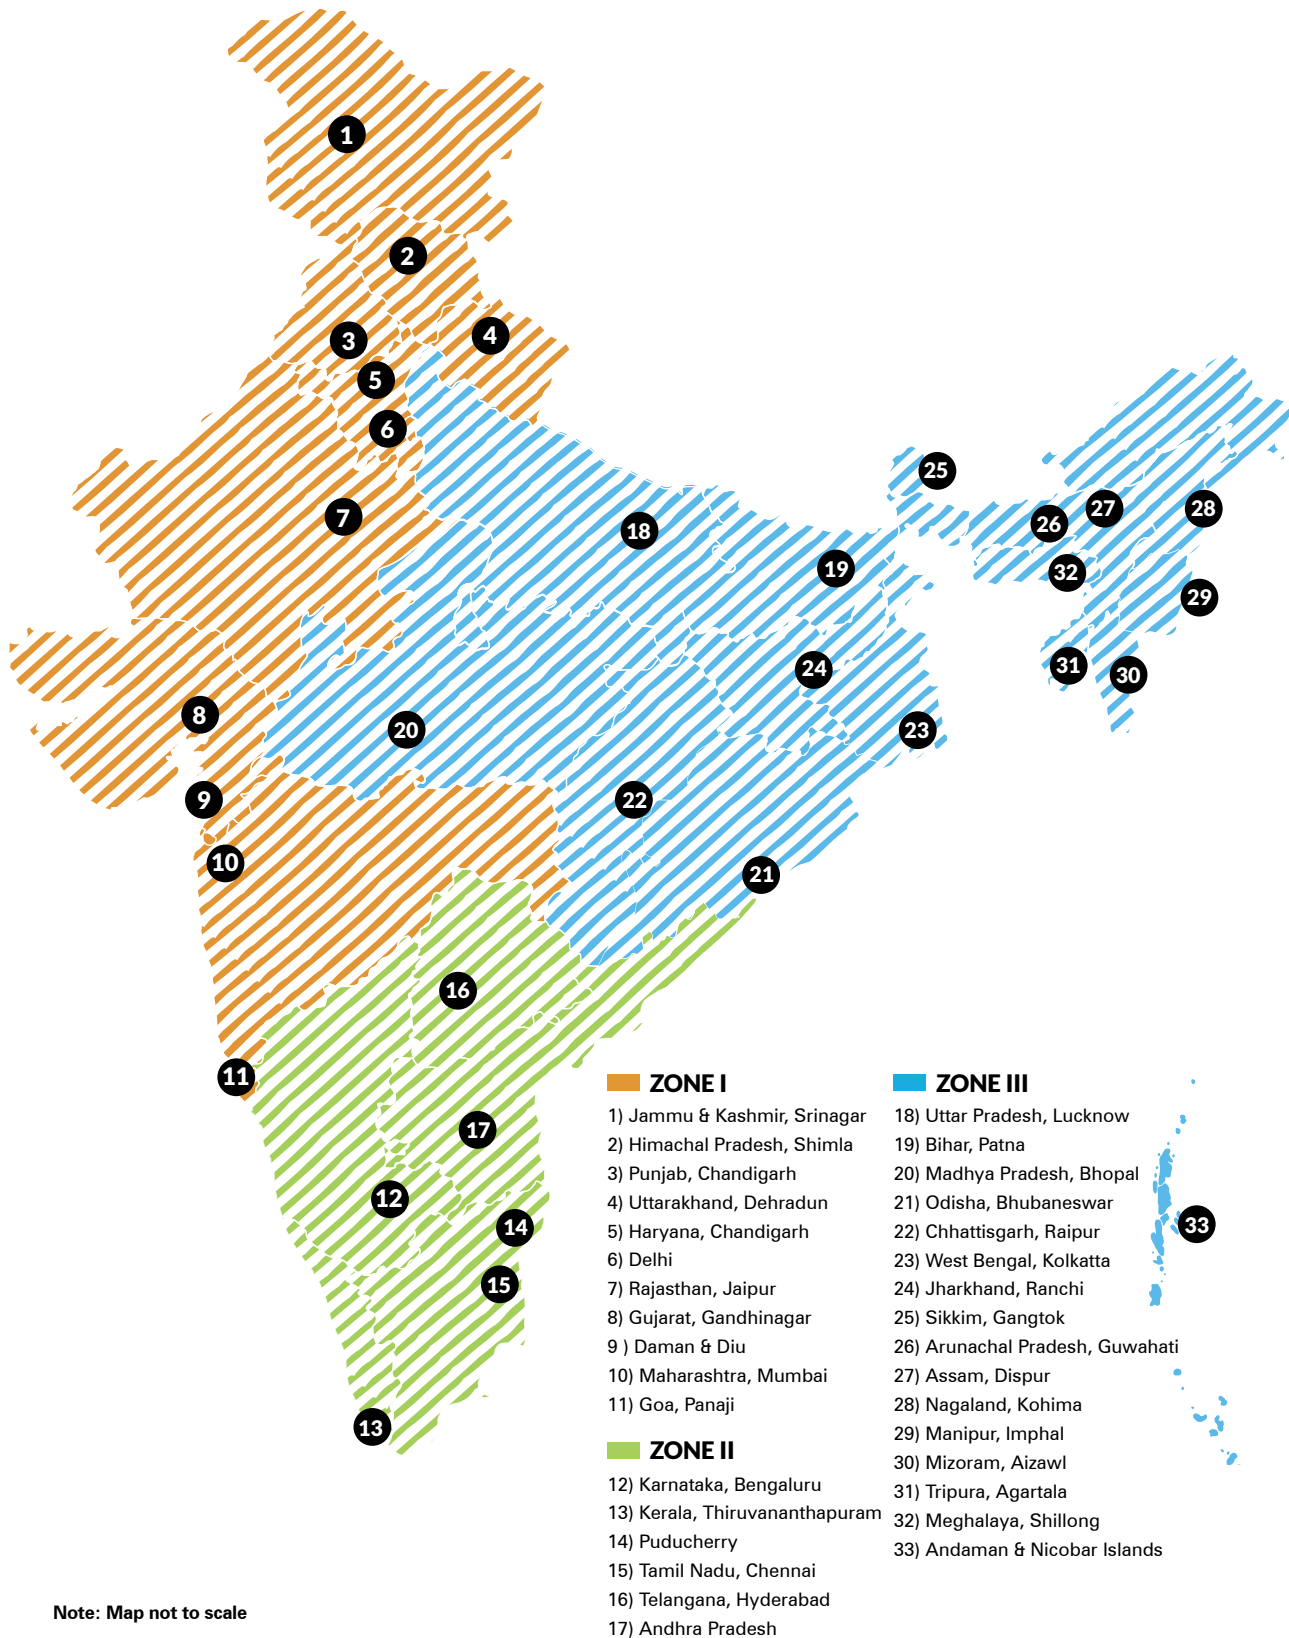 1
2
3
4
5
6
7
8
9
10
11
12
13
14
15
16
17
18
19
20
21
22
23
24
25
26
27
28
29
30
31
32
33
ZONE I
1) Jammu & Kashmir, Srinagar
2) Himachal Pradesh, Shimla
3) Punjab, Chandigarh
4) Uttarakhand, Dehradun
5) Haryana, Chandigarh
6) Delhi
7) Rajasthan, Jaipur
8) Gujarat, Gandhinagar
9 ) Daman & Diu
10) Maharashtra, Mumbai
11) Goa, Panaji
ZONE II
12) Karnataka, Bengaluru
13) Kerala, Thiruvananthapuram
14) Puducherry
15) Tamil Nadu, Chennai
16) Telangana, Hyderabad
17) Andhra Pradesh
ZONE III
18) Uttar Pradesh, Lucknow
19) Bihar, Patna
20) Madhya Pradesh, Bhopal
21) Odisha, Bhubaneswar
22) Chhattisgarh, Raipur
23) West Bengal, Kolkatta
24) Jharkhand, Ranchi
25) Sikkim, Gangtok
26) Arunachal Pradesh, Guwahati
27) Assam, Dispur
28) Nagaland, Kohima
29) Manipur, Imphal
30) Mizoram, Aizawl
31) Tripura, Agartala
32) Meghalaya, Shillong
33) Andaman & Nicobar Islands
Note: Map not to scale